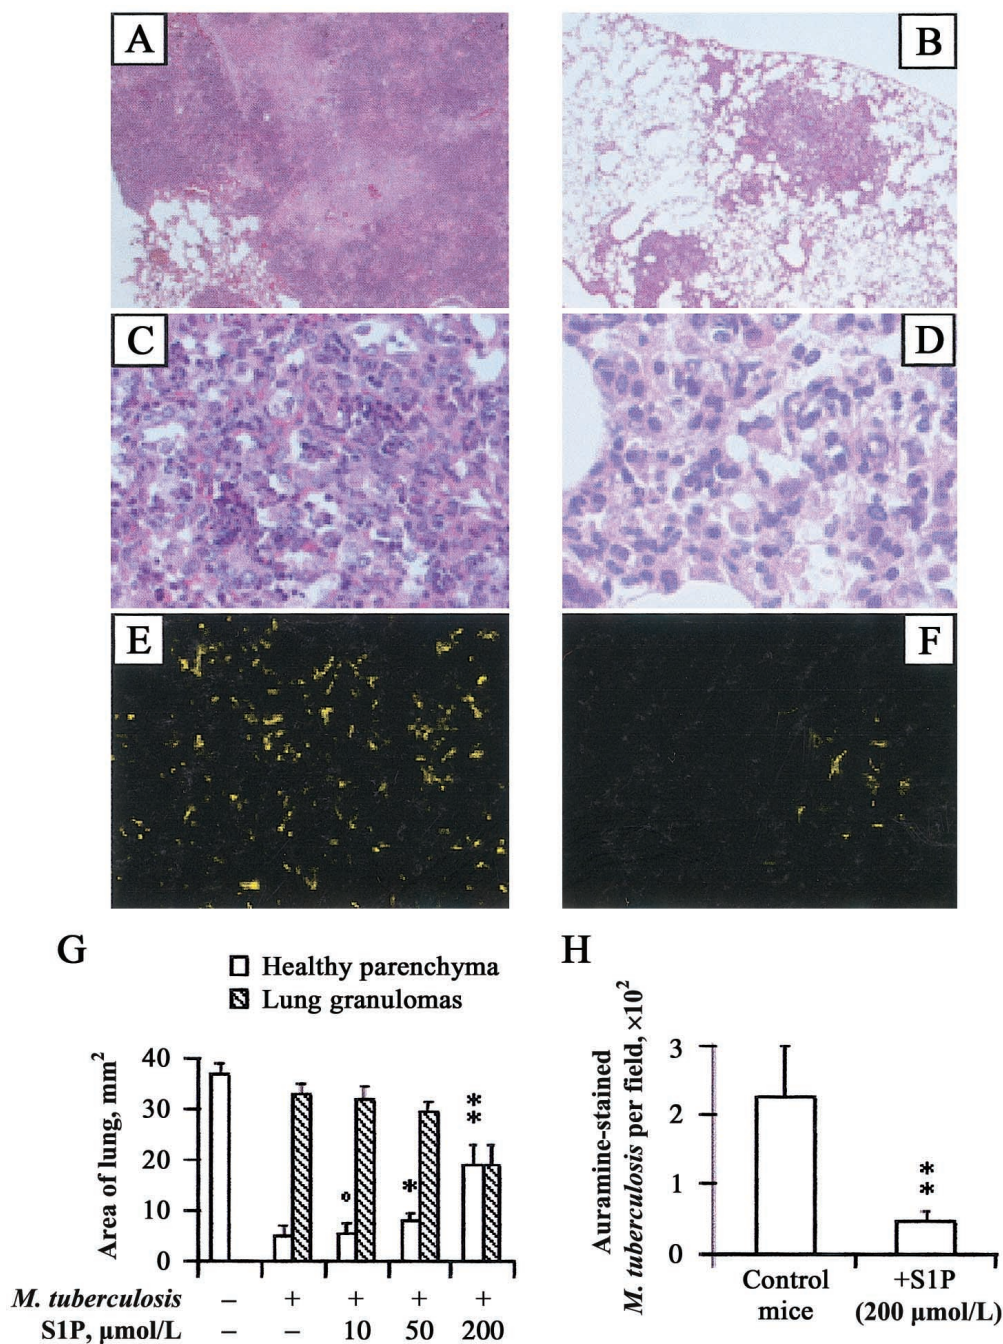 A
B
C
D
E
F
G
Healthy parenchyma
Lung granulomas
Area of lung, mm²
40
30
20
10
0
*
*
*
*
M. tuberculosis – + + + +
S1P, μmol/L – – 10 50 200
H
Auramine-stained
M. tuberculosis per field, ×10²
3
2
1
0
*
*
Control
mice
+S1P
(200 μmol/L)